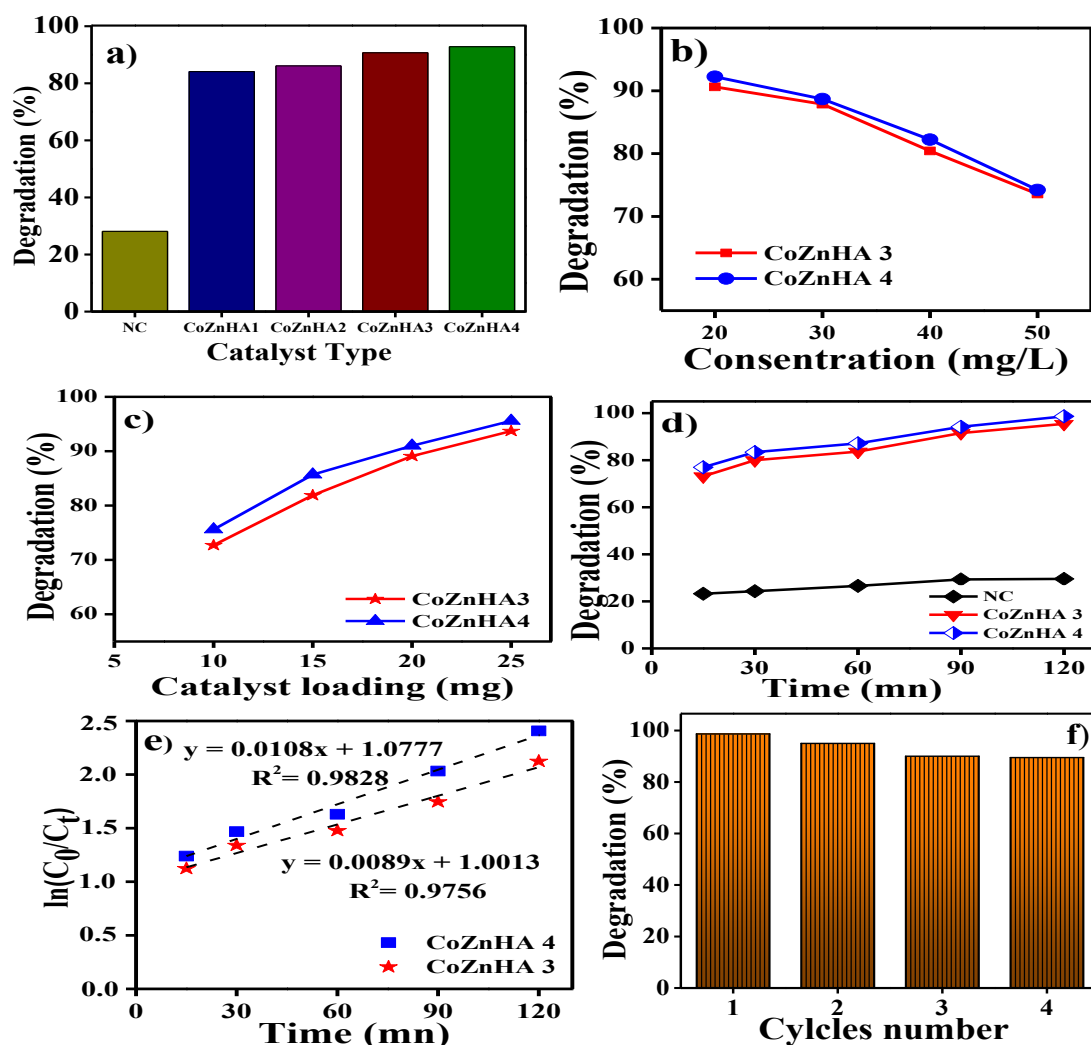 a)
Degradation (%)
100
80
60
40
20
0
NC CoZnHA1 CoZnHA2 CoZnHA3 CoZnHA4
Catalyst Type
b)
Degradation (%)
100
90
80
70
60
CoZnHA 3
CoZnHA 4
20 30 40 50
Consentration (mg/L)
c)
Degradation (%)
100
90
80
70
60
CoZnHA3
CoZnHA4
5 10 15 20 25
Catalyst loading (mg)
d)
Degradation (%)
100
80
60
40
20
0
NC
CoZnHA 3
CoZnHA 4
0 30 60 90 120
Time (mn)
e)
ln(C0/Ct)
2.5
2.0
1.5
1.0
0.5
0.0
y = 0.0108x + 1.0777
R²= 0.9828
y = 0.0089x + 1.0013
R²= 0.9756
CoZnHA 4
CoZnHA 3
0 30 60 90 120
Time (mn)
f)
Degradation (%)
100
80
60
40
20
0
1 2 3 4
Cylcles number